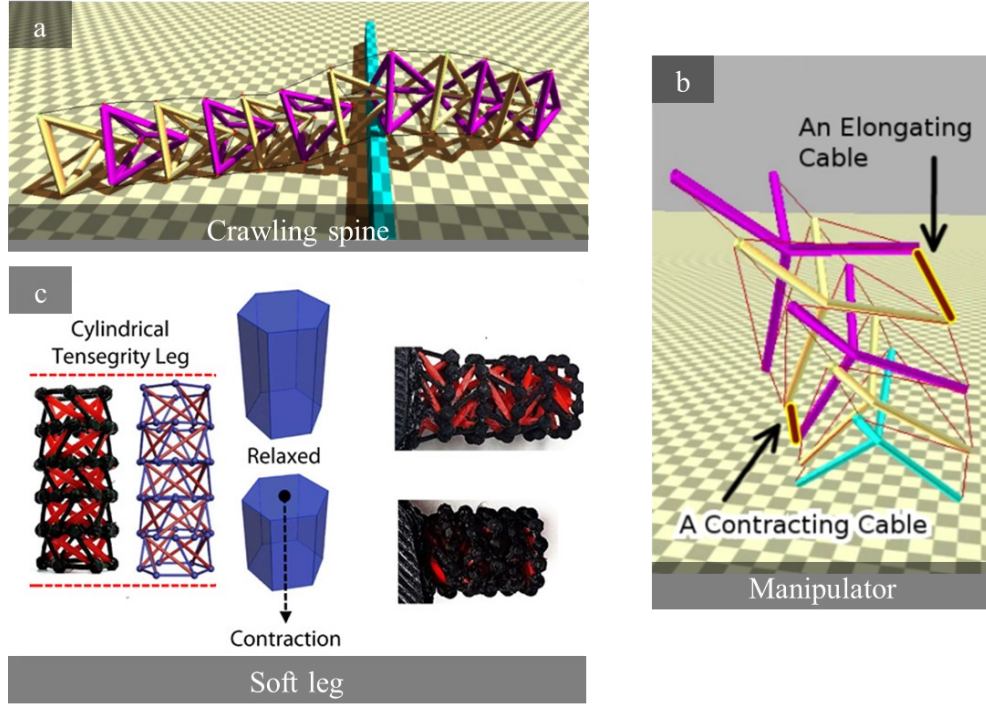 a
Crawling spine
b
An Elongating
Cable
A Contracting Cable
Manipulator
c
Cylindrical
Tensegrity Leg
Relaxed
Contraction
Soft leg